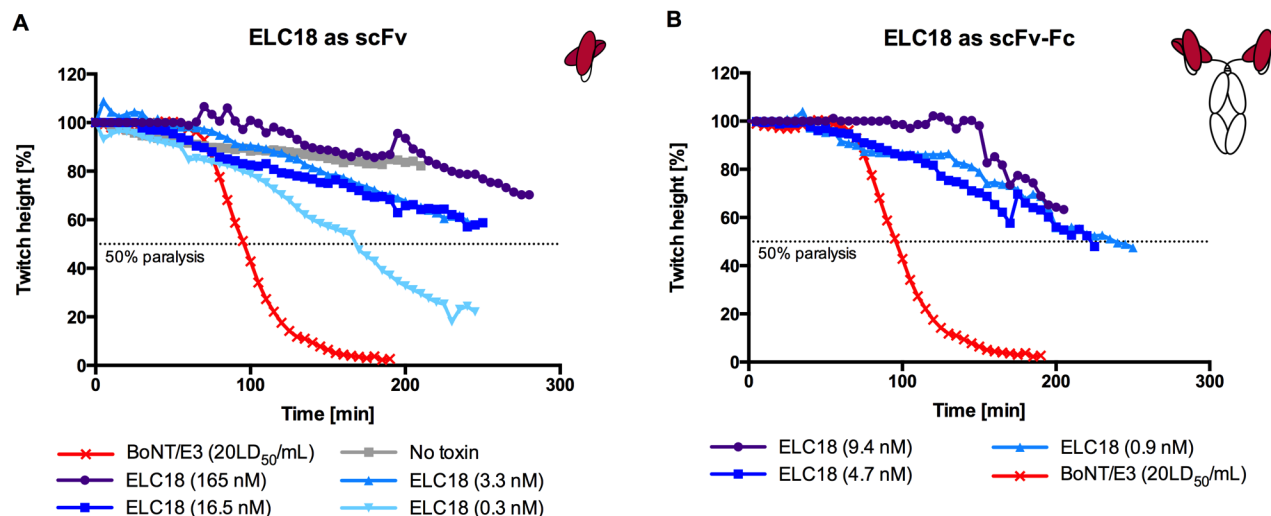 A
ELC18 as scFv
120
100
80
60
40
20
0
Twitch height [%]
50% paralysis
0
100
200
300
Time [min]
BoNT/E3 (20LD50/mL)
No toxin
ELC18 (165 nM)
ELC18 (3.3 nM)
ELC18 (16.5 nM)
ELC18 (0.3 nM)
B
ELC18 as scFv-Fc
120
100
80
60
40
20
0
Twitch height [%]
50% paralysis
0
100
200
300
Time [min]
ELC18 (9.4 nM)
ELC18 (0.9 nM)
ELC18 (4.7 nM)
BoNT/E3 (20LD50/mL)